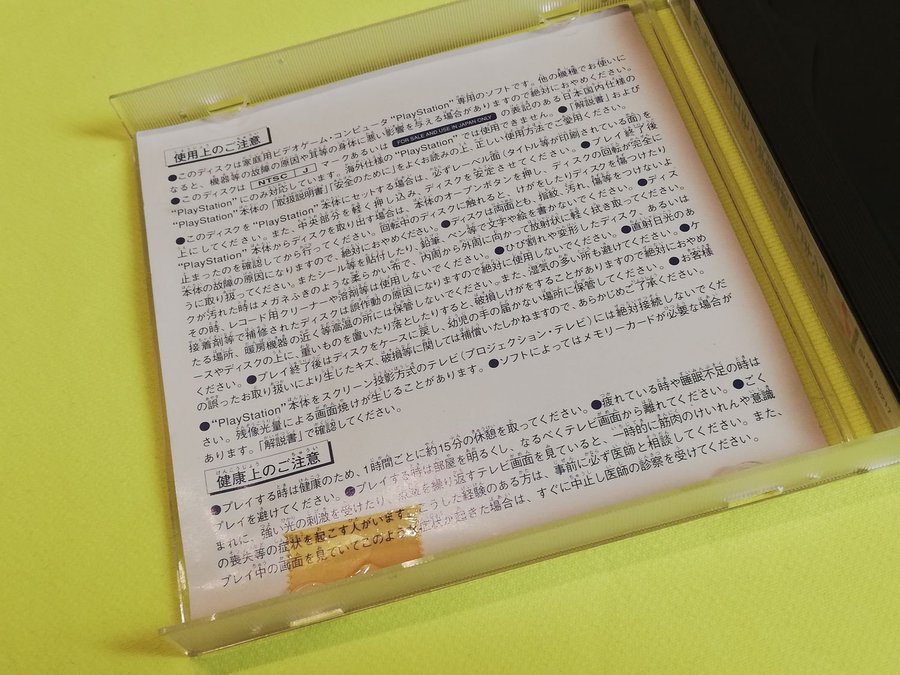 使用上のご注意
●このディスクは家庭用ビデオゲーム・コンピュータ“PlayStation”専用のソフトです。他の機種でお使いに
なると、機器等の故障の原因や耳等の身体に悪い影響を与える場合がありますので絶対におやめください。
●このディスクは、NTSC J マークあるいは FOR SALE AND USE IN JAPAN ONLY の表記のある日本国内仕様の
“PlayStation”にのみ対応しています。海外仕様の“PlayStation”では使用できません。●「解説書」および
“PlayStation”本体の「取扱説明書」「安全のために」をよくお読みの上、正しい使用方法でご愛用ください。
●このディスクを“PlayStation”本体にセットする場合は、必ずレーベル面(タイトル等が印刷されている面)を
上にしてください。また、中央部分を軽く押し込み、ディスクを安定させてください。●プレイ終了後
“PlayStation”本体からディスクを取り出す場合は、本体のオープンボタンを押し、ディスクの回転が完全に
止まったのを確認してから行ってください。回転中のディスクに触れると、けがをしたりディスクを傷つけたり
本体の故障の原因になりますので、絶対におやめください。●ディスクは両面とも、指紋、汚れ、傷等をつけないよ
うに取り扱ってください。またシール等を貼付したり、鉛筆、ペン等で文字や絵を書かないでください。●ディス
クが汚れた時はメガネふきのような柔らかい布で、内周から外周に向かって放射状に軽く拭き取ってください。
その時、レコード用クリーナーや溶剤等は使用しないでください。●ひび割れや変形したディスク、あるいは
接着剤等で補修されたディスクは誤作動の原因になりますので絶対に使用しないでください。●直射日光のあ
たる場所、暖房機器の近く等高温の所には保管しないでください。また、湿気の多い所も避けてください。●ケ
ースやディスクの上に、重いものを置いたり落としたりすると、破損しけがをすることがありますので絶対におやめ
ください。●プレイ終了後はディスクをケースに戻し、幼児の手の届かない場所に保管してください。●お客様
の誤ったお取り扱いにより生じたキズ、破損等に関しては補償いたしかねますので、あらかじめご了承ください。
●“PlayStation”本体をスクリーン投影方式のテレビ(プロジェクション・テレビ)には絶対接続しないでくだ
さい。残像光量による画面焼けが生じることがあります。●ソフトによってはメモリーカードが必要な場合が
あります。「解説書」で確認してください。
健康上のご注意
●プレイする時は健康のため、1時間ごとに約15分の休憩を取ってください。●疲れている時や睡眠不足の時は
プレイを避けてください。●プレイする時は部屋を明るくし、なるべくテレビ画面から離れてください。●ごく
まれに、強い光の刺激を受けたり、点滅を繰り返すテレビ画面を見ていると、一時的に筋肉のけいれんや意識
の喪失等の症状を起こす人がいます。こうした経験のある方は、事前に必ず医師と相談してください。また、
プレイ中の画面を見ていてこのような症状が起きた場合は、すぐに中止し医師の診察を受けてください。